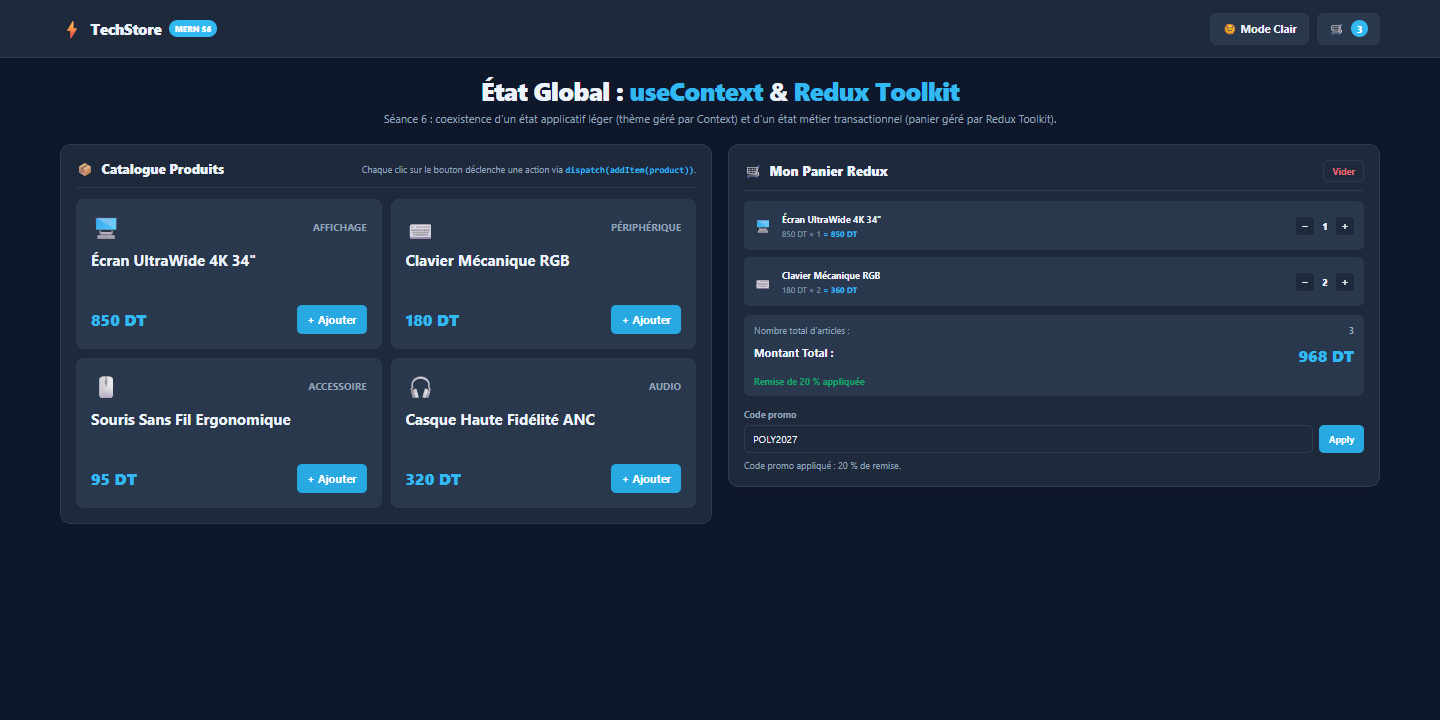 TechStore MERN S6
Mode Clair
3
État Global : useContext & Redux Toolkit
Séance 6 : coexistence d'un état applicatif léger (thème géré par Context) et d'un état métier transactionnel (panier géré par Redux Toolkit).
Catalogue Produits
Chaque clic sur le bouton déclenche une action via dispatch(addItem(product)).
AFFICHAGE
Écran UltraWide 4K 34"
850 DT
+ Ajouter
PÉRIPHÉRIQUE
Clavier Mécanique RGB
180 DT
+ Ajouter
ACCESSOIRE
Souris Sans Fil Ergonomique
95 DT
+ Ajouter
AUDIO
Casque Haute Fidélité ANC
320 DT
+ Ajouter
Mon Panier Redux
Vider
Écran UltraWide 4K 34"
850 DT × 1 = 850 DT
− 1 +
Clavier Mécanique RGB
180 DT × 2 = 360 DT
− 2 +
Nombre total d'articles : 3
Montant Total : 968 DT
Remise de 20 % appliquée
Code promo
POLY2027
Apply
Code promo appliqué : 20 % de remise.